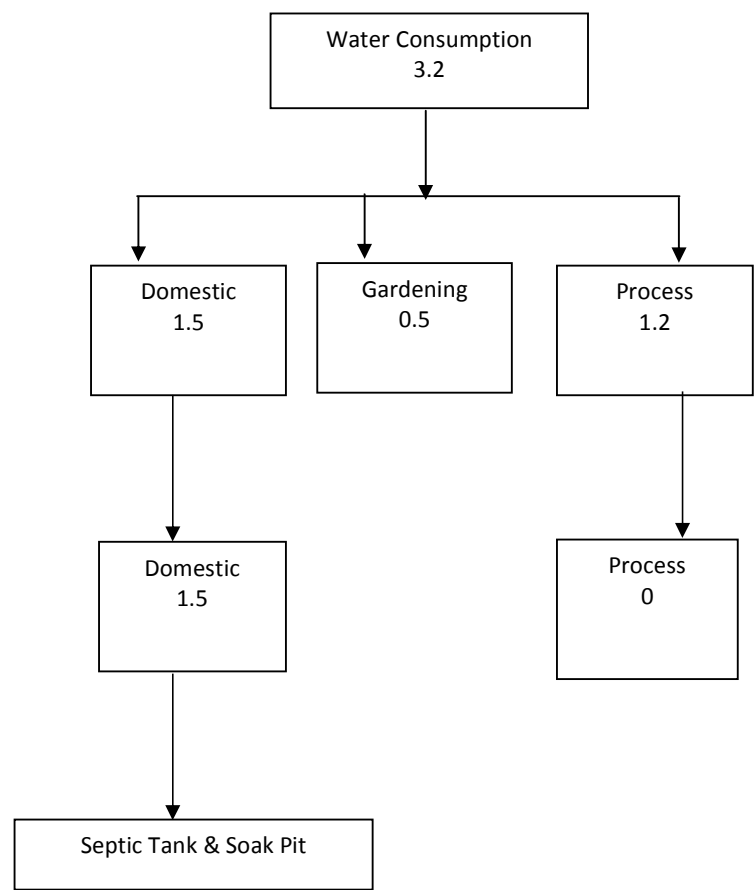 Water Consumption
3.2
Domestic
1.5
Gardening
0.5
Process
1.2
Domestic
1.5
Process
0
Septic Tank & Soak Pit